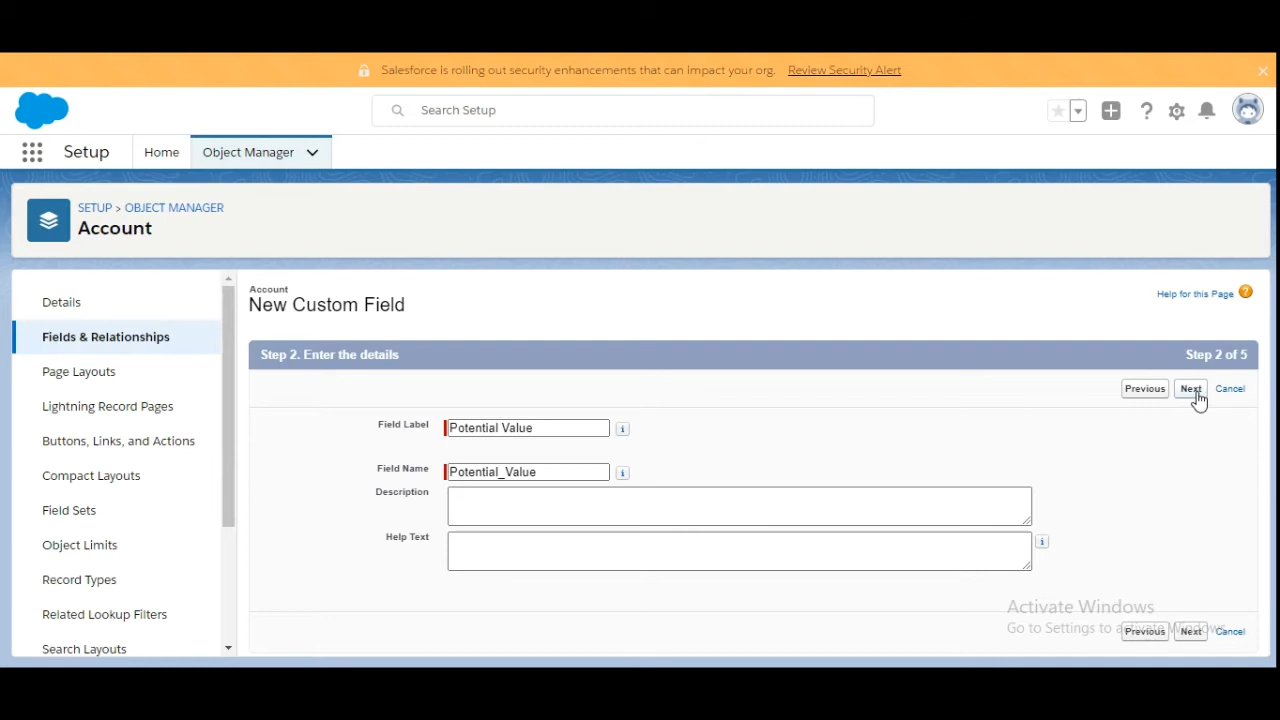 Salesforce is rolling out security enhancements that can impact your org. Review Security Alert
Search Setup
Setup
Home
Object Manager
SETUP > OBJECT MANAGER
Account
Details
Fields & Relationships
Page Layouts
Lightning Record Pages
Buttons, Links, and Actions
Compact Layouts
Field Sets
Object Limits
Record Types
Related Lookup Filters
Search Layouts
Account
New Custom Field
Help for this Page
Step 2. Enter the details
Step 2 of 5
Previous Next Cancel
Field Label Potential Value
Field Name Potential_Value
Description
Help Text
Activate Windows
Go to Settings to activate Windows.
Previous Next Cancel